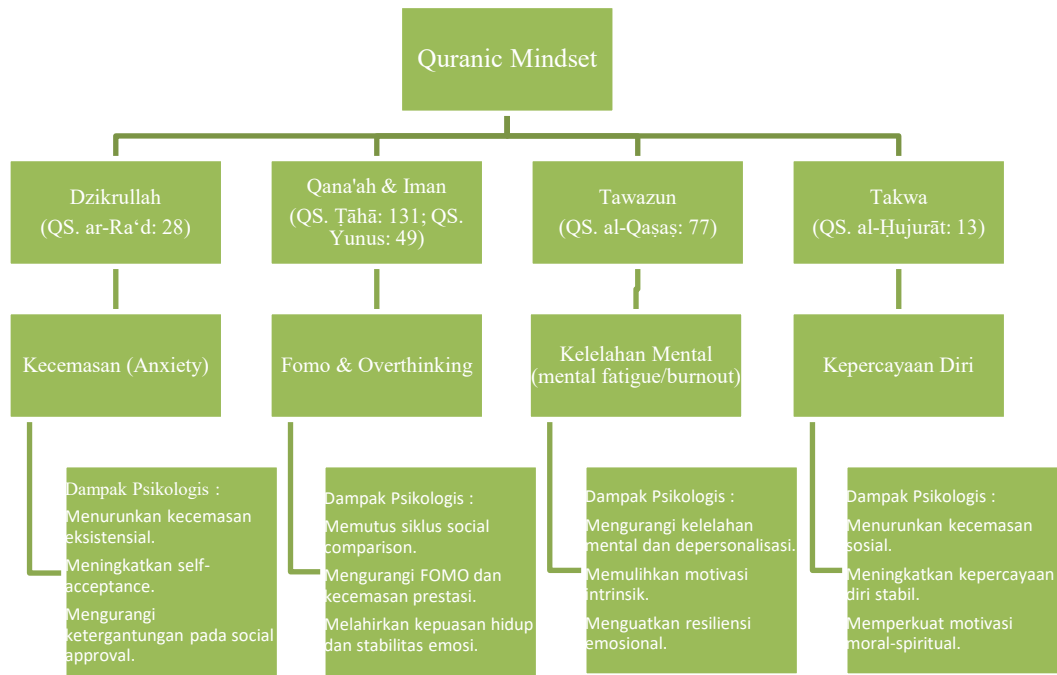 Quranic Mindset
Dzikrullah
(QS. ar-Ra‘d: 28)
Qana'ah & Iman
(QS. Ṭāhā: 131; QS.
Yunus: 49)
Tawazun
(QS. al-Qaṣaṣ: 77)
Takwa
(QS. al-Ḥujurāt: 13)
Kecemasan (Anxiety)
Fomo & Overthinking
Kelelahan Mental
(mental fatigue/burnout)
Kepercayaan Diri
Dampak Psikologis :
Menurunkan kecemasan
eksistensial.
Meningkatkan self-
acceptance.
Mengurangi
ketergantungan pada social
approval.
Dampak Psikologis :
Memutus siklus social
comparison.
Mengurangi FOMO dan
kecemasan prestasi.
Melahirkan kepuasan hidup
dan stabilitas emosi.
Dampak Psikologis :
Mengurangi kelelahan
mental dan depersonalisasi.
Memulihkan motivasi
intrinsik.
Menguatkan resiliensi
emosional.
Dampak Psikologis :
Menurunkan kecemasan
sosial.
Meningkatkan kepercayaan
diri stabil.
Memperkuat motivasi
moral-spiritual.